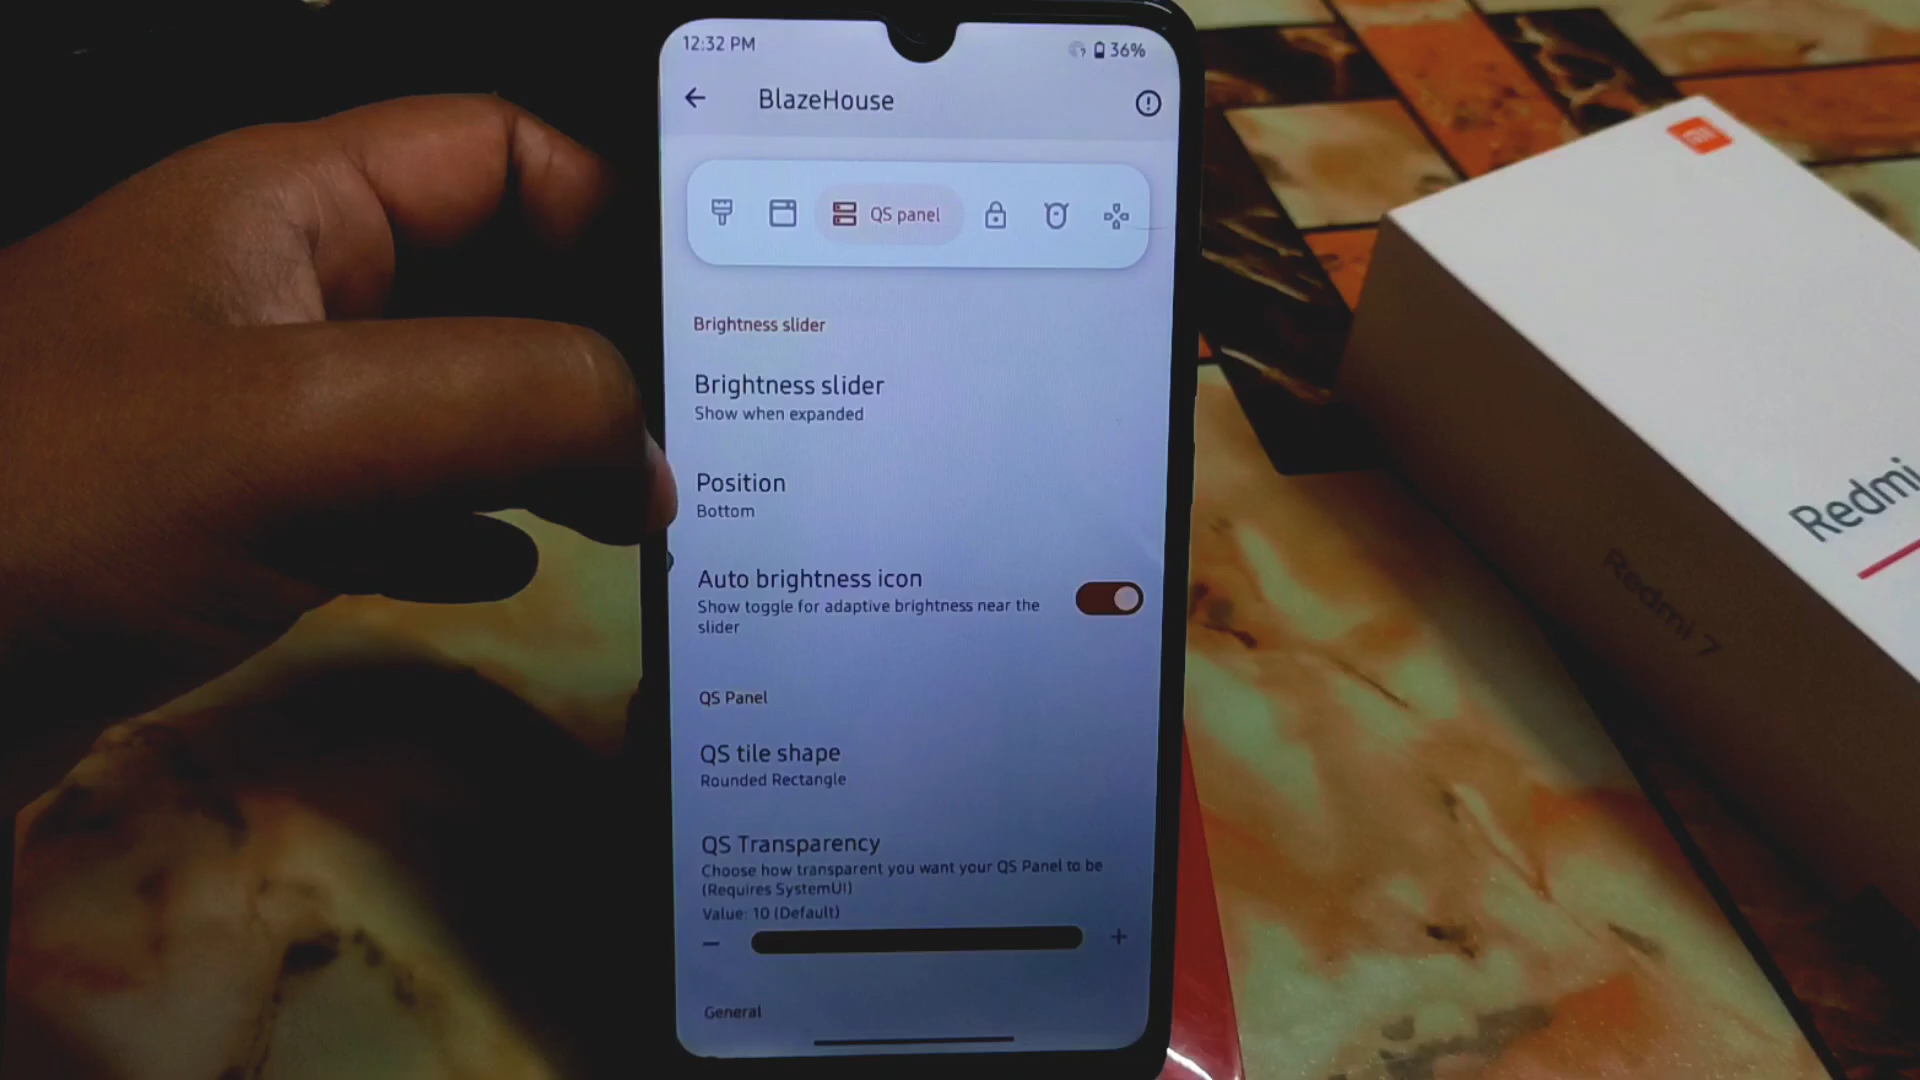 12:32 PM
36%
BlazeHouse
QS panel
Brightness slider
Brightness slider
Show when expanded
Position
Bottom
Auto brightness icon
Show toggle for adaptive brightness near the
slider
QS Panel
QS tile shape
Rounded Rectangle
QS Transparency
Choose how transparent you want your QS Panel to be
(Requires SystemUI)
Value: 10 (Default)
General
Redmi
Redmi 7